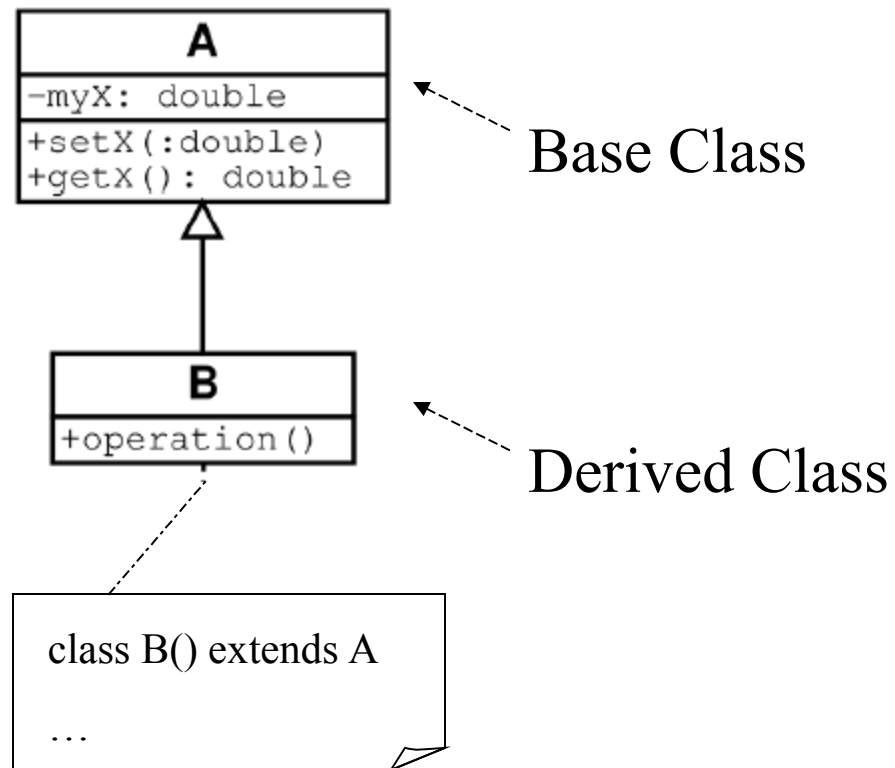 A
-myX: double
+setX(:double)
+getX(): double
Base Class
B
+operation()
Derived Class
class B() extends A
…